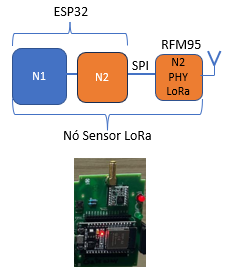 ESP32
RFM95
SPI
N1
N2
N2
PHY
LoRa
Nó Sensor LoRa